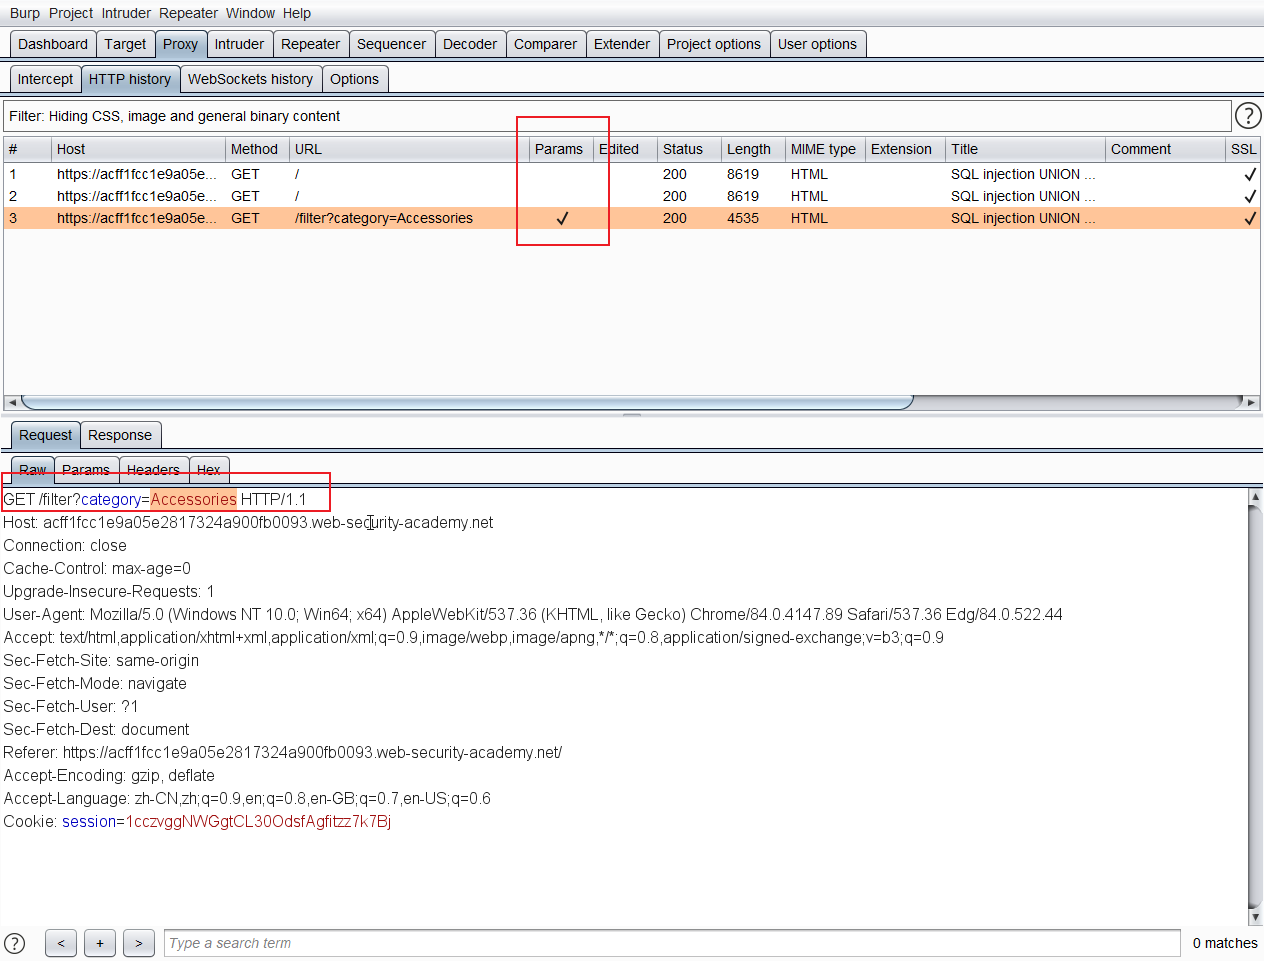 Burp Project Intruder Repeater Window Help
Dashboard Target Proxy Intruder Repeater Sequencer Decoder Comparer Extender Project options User options
Intercept HTTP history WebSockets history Options
Filter: Hiding CSS, image and general binary content
# Host Method URL Params Edited Status Length MIME type Extension Title Comment SSL
1 https://acff1fcc1e9a05e... GET / 200 8619 HTML SQL injection UNION ... ✓
2 https://acff1fcc1e9a05e... GET / 200 8619 HTML SQL injection UNION ... ✓
3 https://acff1fcc1e9a05e... GET /filter?category=Accessories ✓ 200 4535 HTML SQL injection UNION ... ✓
Request Response
Raw Params Headers Hex
GET /filter?category=Accessories HTTP/1.1
Host: acff1fcc1e9a05e2817324a900fb0093.web-security-academy.net
Connection: close
Cache-Control: max-age=0
Upgrade-Insecure-Requests: 1
User-Agent: Mozilla/5.0 (Windows NT 10.0; Win64; x64) AppleWebKit/537.36 (KHTML, like Gecko) Chrome/84.0.4147.89 Safari/537.36 Edg/84.0.522.44
Accept: text/html,application/xhtml+xml,application/xml;q=0.9,image/webp,image/apng,*/*;q=0.8,application/signed-exchange;v=b3;q=0.9
Sec-Fetch-Site: same-origin
Sec-Fetch-Mode: navigate
Sec-Fetch-User: ?1
Sec-Fetch-Dest: document
Referer: https://acff1fcc1e9a05e2817324a900fb0093.web-security-academy.net/
Accept-Encoding: gzip, deflate
Accept-Language: zh-CN,zh;q=0.9,en;q=0.8,en-GB;q=0.7,en-US;q=0.6
Cookie: session=1cczvggNWGgtCL30OdsfAgfitzz7k7Bj
? < + > Type a search term 0 matches